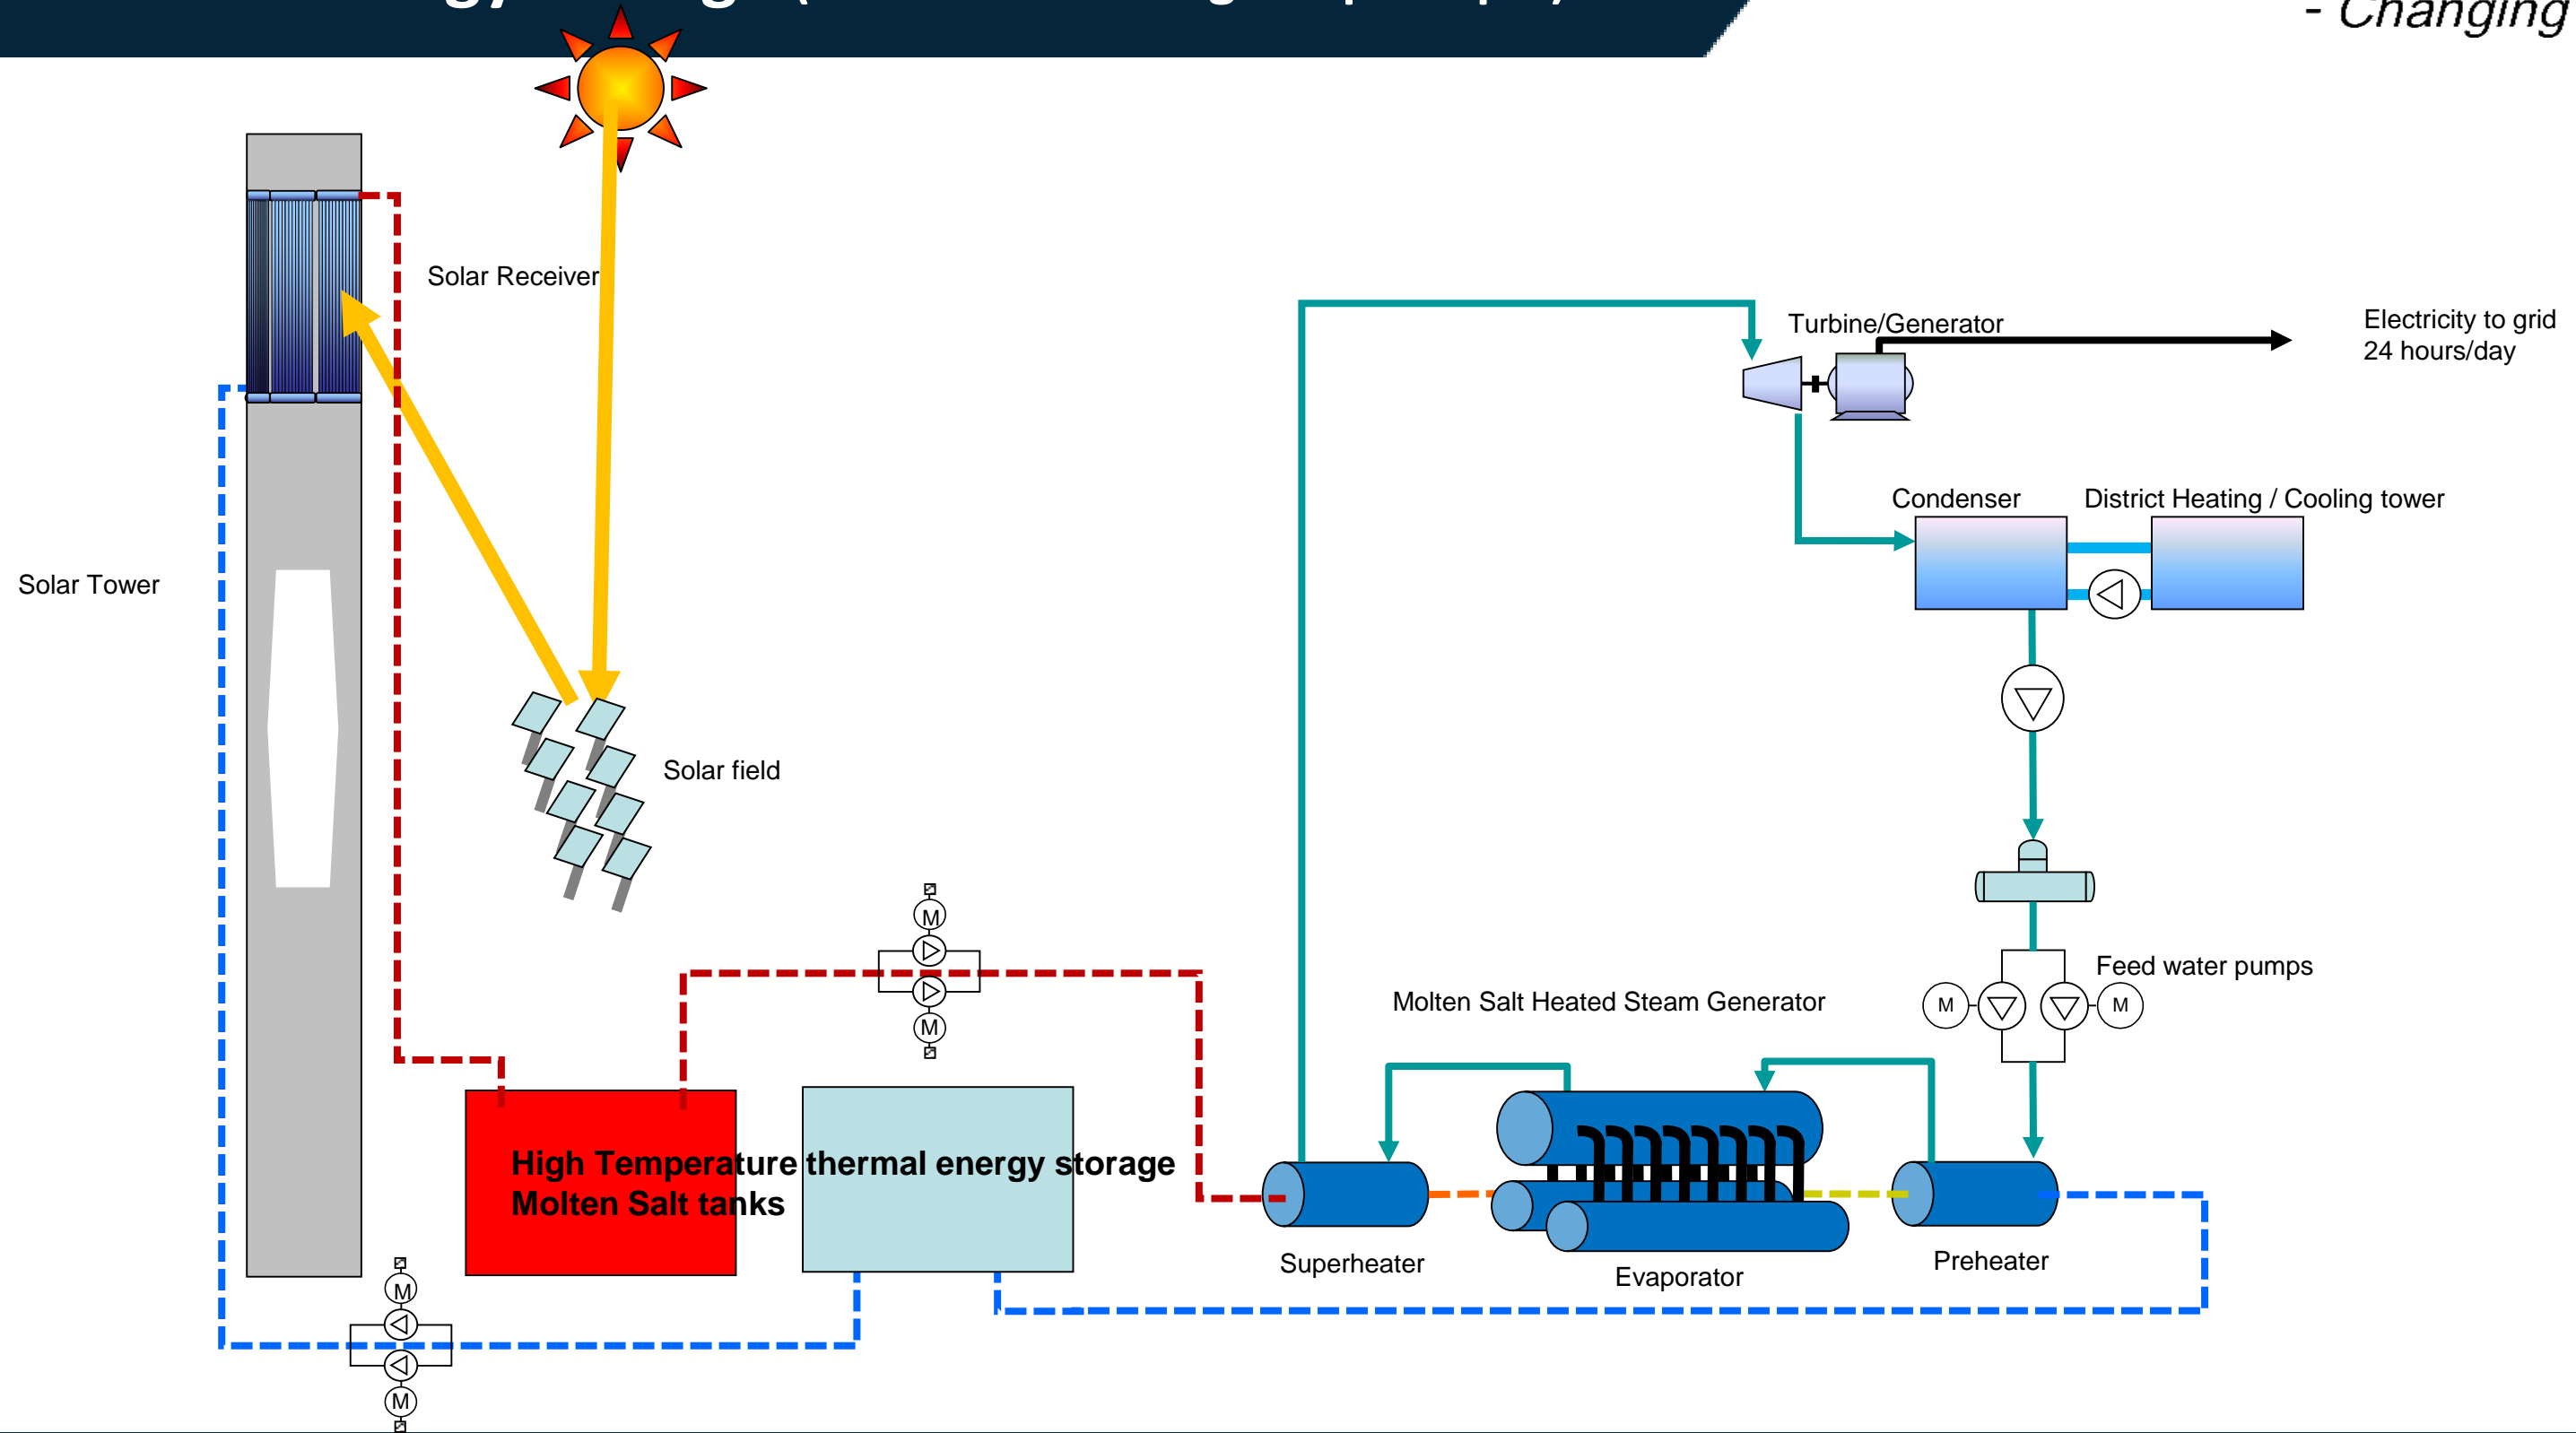 - Changing
Solar Receiver
Turbine/Generator
Electricity to grid
24 hours/day
Condenser
District Heating / Cooling tower
Solar Tower
Solar field
M
Feed water pumps
Molten Salt Heated Steam Generator
M
M
M
High Temperature thermal energy storage
Molten Salt tanks
Superheater
Evaporator
Preheater
M
M